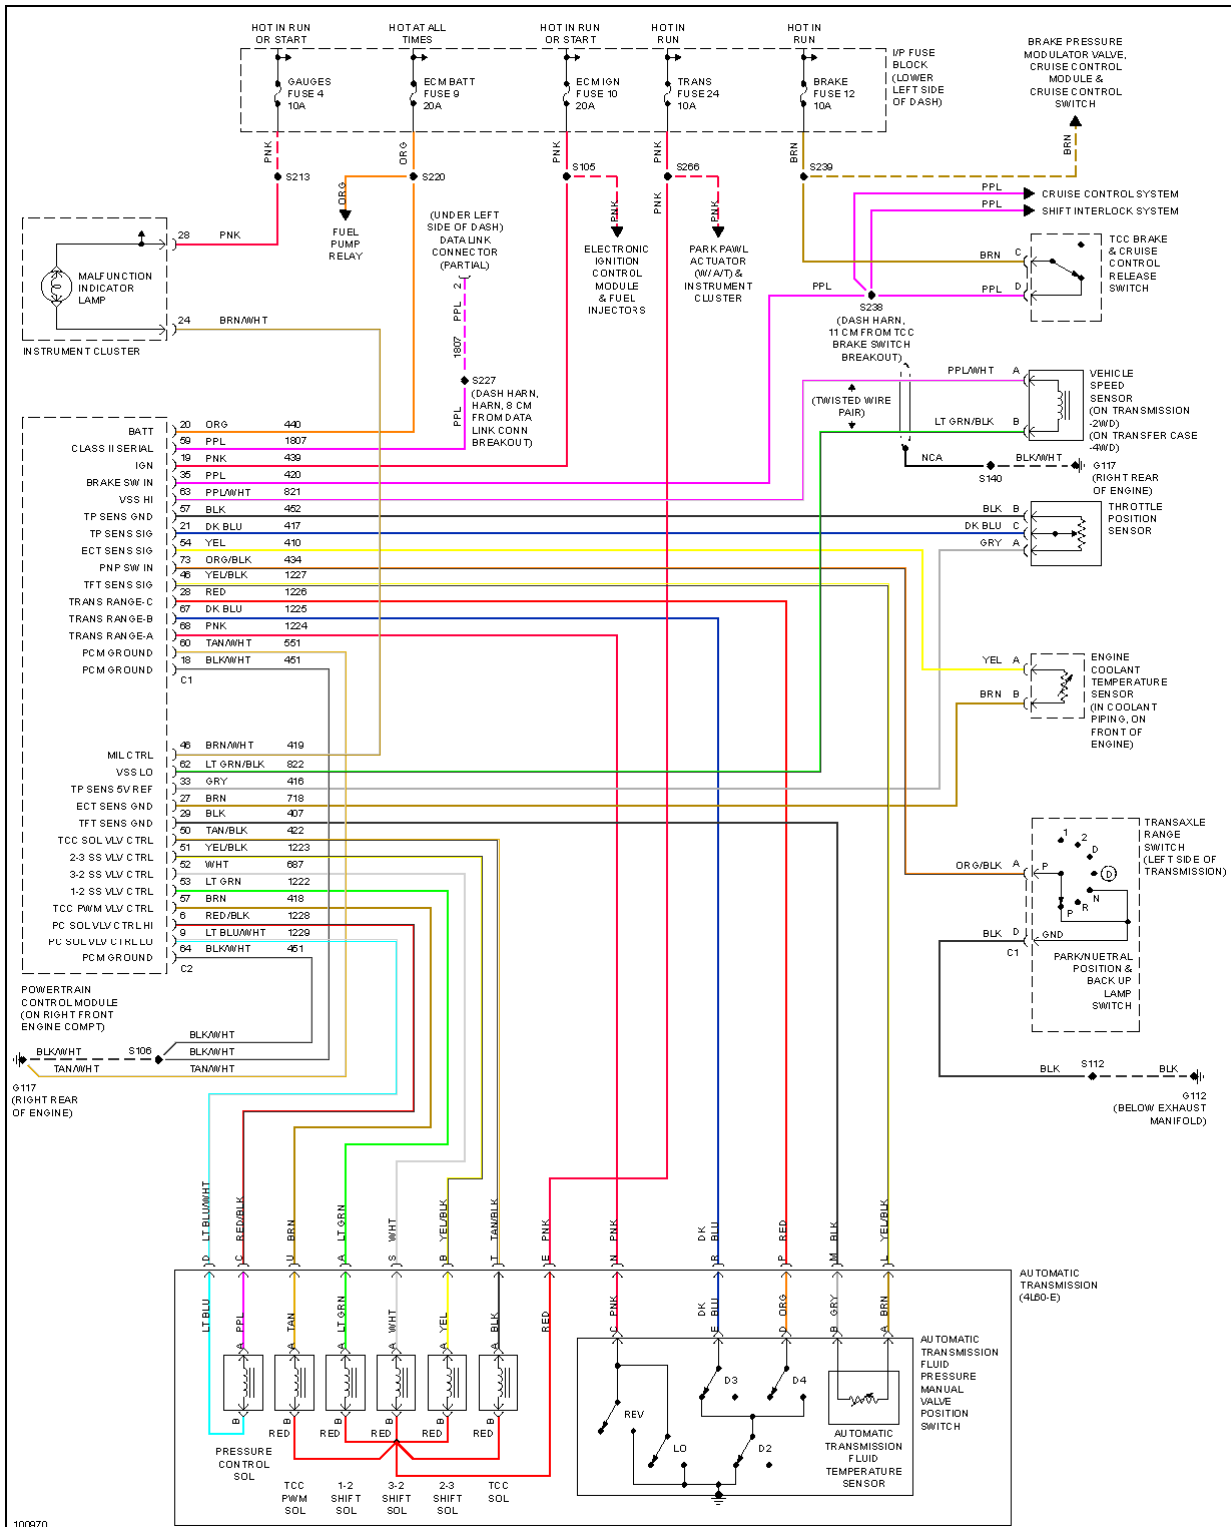 HOT IN RUN
OR START
HOT AT ALL
TIMES
HOT IN RUN
OR START
HOT IN
RUN
HOT IN
RUN
GAUGES
FUSE 4
10A
ECM BATT
FUSE 9
20A
ECM IGN
FUSE 10
20A
TRANS
FUSE 24
10A
BRAKE
FUSE 12
10A
I/P FUSE
BLOCK
(LOWER
LEFT SIDE
OF DASH)
BRAKE PRESSURE
MODULATOR VALVE,
CRUISE CONTROL
MODULE &
CRUISE CONTROL
SWITCH
PNK
ORG
PNK
PNK
BRN
BRN
S213
S220
S105
S266
S239
ORG
PNK
PNK
PNK
FUEL
PUMP
RELAY
(UNDER LEFT
SIDE OF DASH)
DATA LINK
CONNECTOR
(PARTIAL)
2
PPL
1807
ELECTRONIC
IGNITION
CONTROL
MODULE
& FUEL
INJECTORS
PARK PAWL
ACTUATOR
(W/ A/T) &
INSTRUMENT
CLUSTER
PPL
CRUISE CONTROL SYSTEM
PPL
SHIFT INTERLOCK SYSTEM
BRN C
PPL
PPL D
TCC BRAKE
& CRUISE
CONTROL
RELEASE
SWITCH
S238
(DASH HARN,
11 CM FROM TCC
BRAKE SWITCH
BREAKOUT)
28 PNK
MALFUNCTION
INDICATOR
LAMP
24 BRN/WHT
INSTRUMENT CLUSTER
S227
(DASH HARN,
HARN, 8 CM
FROM DATA
LINK CONN
BREAKOUT)
PPL
PPL/WHT A
(TWISTED WIRE
PAIR)
LT GRN/BLK B
VEHICLE
SPEED
SENSOR
(ON TRANSMISSION
-2WD)
(ON TRANSFER CASE
-4WD)
NCA
S140
BLK/WHT
G117
(RIGHT REAR
OF ENGINE)
BATT 20 ORG 440
CLASS II SERIAL 59 PPL 1807
IGN 19 PNK 439
BRAKE SW IN 35 PPL 420
VSS HI 63 PPL/WHT 821
TP SENS GND 57 BLK 452
TP SENS SIG 21 DK BLU 417
ECT SENS SIG 54 YEL 410
PNP SW IN 73 ORG/BLK 434
TFT SENS SIG 46 YEL/BLK 1227
TRANS RANGE-C 28 RED 1226
TRANS RANGE-B 67 DK BLU 1225
TRANS RANGE-A 68 PNK 1224
PCM GROUND 60 TAN/WHT 551
PCM GROUND 18 BLK/WHT 451
C1
BLK B
DK BLU C
GRY A
THROTTLE
POSITION
SENSOR
YEL A
BRN B
ENGINE
COOLANT
TEMPERATURE
SENSOR
(IN COOLANT
PIPING, ON
FRONT OF
ENGINE)
MIL CTRL 46 BRN/WHT 419
VSS LO 62 LT GRN/BLK 822
TP SENS 5V REF 33 GRY 416
ECT SENS GND 27 BRN 718
TFT SENS GND 29 BLK 407
TCC SOL VLV CTRL 50 TAN/BLK 422
2-3 SS VLV CTRL 51 YEL/BLK 1223
3-2 SS VLV CTRL 52 WHT 687
1-2 SS VLV CTRL 53 LT GRN 1222
TCC PWM VLV CTRL 57 BRN 418
PC SOL VLV CTRL HI 6 RED/BLK 1228
PC SOL VLV CTRL LO 9 LT BLU/WHT 1229
PCM GROUND 64 BLK/WHT 451
C2
POWERTRAIN
CONTROL MODULE
(ON RIGHT FRONT
ENGINE COMPT)
1
2
D
D
N
R
P
P
ORG/BLK A
BLK D
C1
GND
PARK/NUETRAL
POSITION &
BACK UP
LAMP
SWITCH
TRANSAXLE
RANGE
SWITCH
(LEFT SIDE OF
TRANSMISSION)
BLK/WHT
S106
BLK/WHT
BLK/WHT
TAN/WHT
TAN/WHT
G117
(RIGHT REAR
OF ENGINE)
BLK
S112
BLK
G112
(BELOW EXHAUST
MANIFOLD)
D LT BLU/WHT
C RED/BLK
U BRN
A LT GRN
S WHT
B YEL/BLK
T TAN/BLK
E PNK
N PNK
R DK BLU
P RED
M BLK
L YEL/BLK
AUTOMATIC
TRANSMISSION
(4L60-E)
LT BLU
A PPL
A TAN
A LT GRN
A WHT
A YEL
A BLK
RED
C PNK
E DK BLU
D ORG
B GRY
A BRN
AUTOMATIC
TRANSMISSION
FLUID
PRESSURE
MANUAL
VALVE
POSITION
SWITCH
REV
LO
D3
D4
D2
AUTOMATIC
TRANSMISSION
FLUID
TEMPERATURE
SENSOR
B
RED B
RED B
RED B
RED B
RED B
PRESSURE
CONTROL
SOL
TCC
PWM
SOL
1-2
SHIFT
SOL
3-2
SHIFT
SOL
2-3
SHIFT
SOL
TCC
SOL
100970